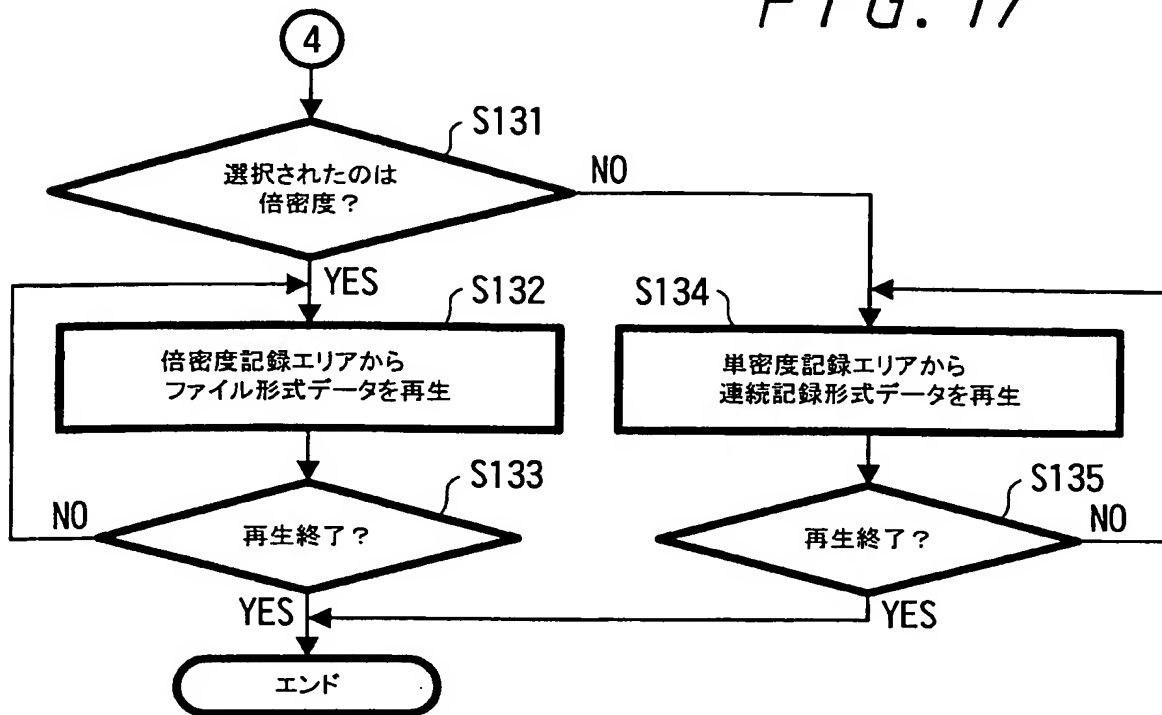 FIG. 17
4
S131
選択されたのは
倍密度？
NO
YES
S132
倍密度記録エリアから
ファイル形式データを再生
S134
単密度記録エリアから
連続記録形式データを再生
S133
再生終了？
NO
YES
S135
再生終了？
NO
YES
エンド